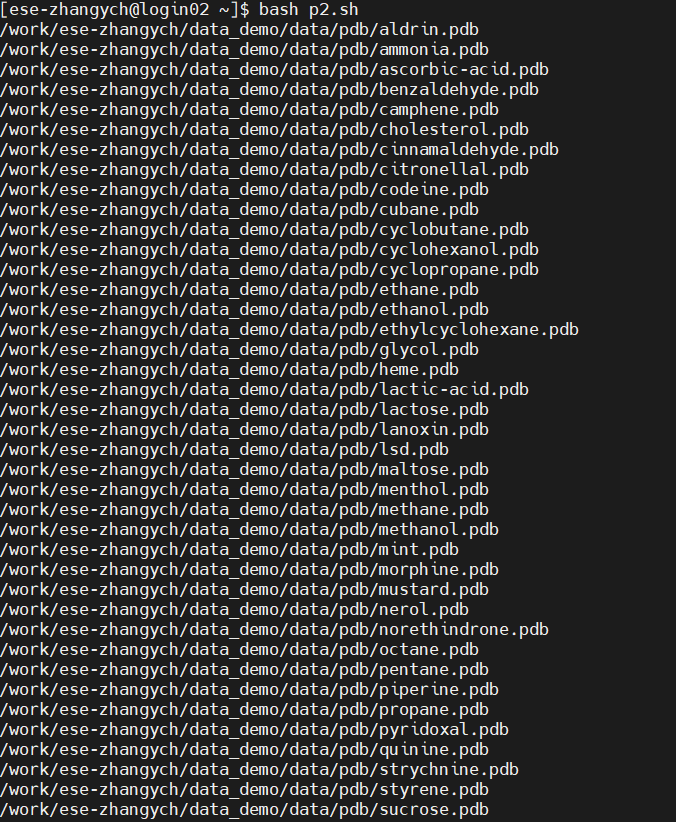 [ese-zhangych@login02 ~]$ bash p2.sh
/work/ese-zhangych/data_demo/data/pdb/aldrin.pdb
/work/ese-zhangych/data_demo/data/pdb/ammonia.pdb
/work/ese-zhangych/data_demo/data/pdb/ascorbic-acid.pdb
/work/ese-zhangych/data_demo/data/pdb/benzaldehyde.pdb
/work/ese-zhangych/data_demo/data/pdb/camphene.pdb
/work/ese-zhangych/data_demo/data/pdb/cholesterol.pdb
/work/ese-zhangych/data_demo/data/pdb/cinnamaldehyde.pdb
/work/ese-zhangych/data_demo/data/pdb/citronellal.pdb
/work/ese-zhangych/data_demo/data/pdb/codeine.pdb
/work/ese-zhangych/data_demo/data/pdb/cubane.pdb
/work/ese-zhangych/data_demo/data/pdb/cyclobutane.pdb
/work/ese-zhangych/data_demo/data/pdb/cyclohexanol.pdb
/work/ese-zhangych/data_demo/data/pdb/cyclopropane.pdb
/work/ese-zhangych/data_demo/data/pdb/ethane.pdb
/work/ese-zhangych/data_demo/data/pdb/ethanol.pdb
/work/ese-zhangych/data_demo/data/pdb/ethylcyclohexane.pdb
/work/ese-zhangych/data_demo/data/pdb/glycol.pdb
/work/ese-zhangych/data_demo/data/pdb/heme.pdb
/work/ese-zhangych/data_demo/data/pdb/lactic-acid.pdb
/work/ese-zhangych/data_demo/data/pdb/lactose.pdb
/work/ese-zhangych/data_demo/data/pdb/lanoxin.pdb
/work/ese-zhangych/data_demo/data/pdb/lsd.pdb
/work/ese-zhangych/data_demo/data/pdb/maltose.pdb
/work/ese-zhangych/data_demo/data/pdb/menthol.pdb
/work/ese-zhangych/data_demo/data/pdb/methane.pdb
/work/ese-zhangych/data_demo/data/pdb/methanol.pdb
/work/ese-zhangych/data_demo/data/pdb/mint.pdb
/work/ese-zhangych/data_demo/data/pdb/morphine.pdb
/work/ese-zhangych/data_demo/data/pdb/mustard.pdb
/work/ese-zhangych/data_demo/data/pdb/nerol.pdb
/work/ese-zhangych/data_demo/data/pdb/norethindrone.pdb
/work/ese-zhangych/data_demo/data/pdb/octane.pdb
/work/ese-zhangych/data_demo/data/pdb/pentane.pdb
/work/ese-zhangych/data_demo/data/pdb/piperine.pdb
/work/ese-zhangych/data_demo/data/pdb/propane.pdb
/work/ese-zhangych/data_demo/data/pdb/pyridoxal.pdb
/work/ese-zhangych/data_demo/data/pdb/quinine.pdb
/work/ese-zhangych/data_demo/data/pdb/strychnine.pdb
/work/ese-zhangych/data_demo/data/pdb/styrene.pdb
/work/ese-zhangych/data_demo/data/pdb/sucrose.pdb